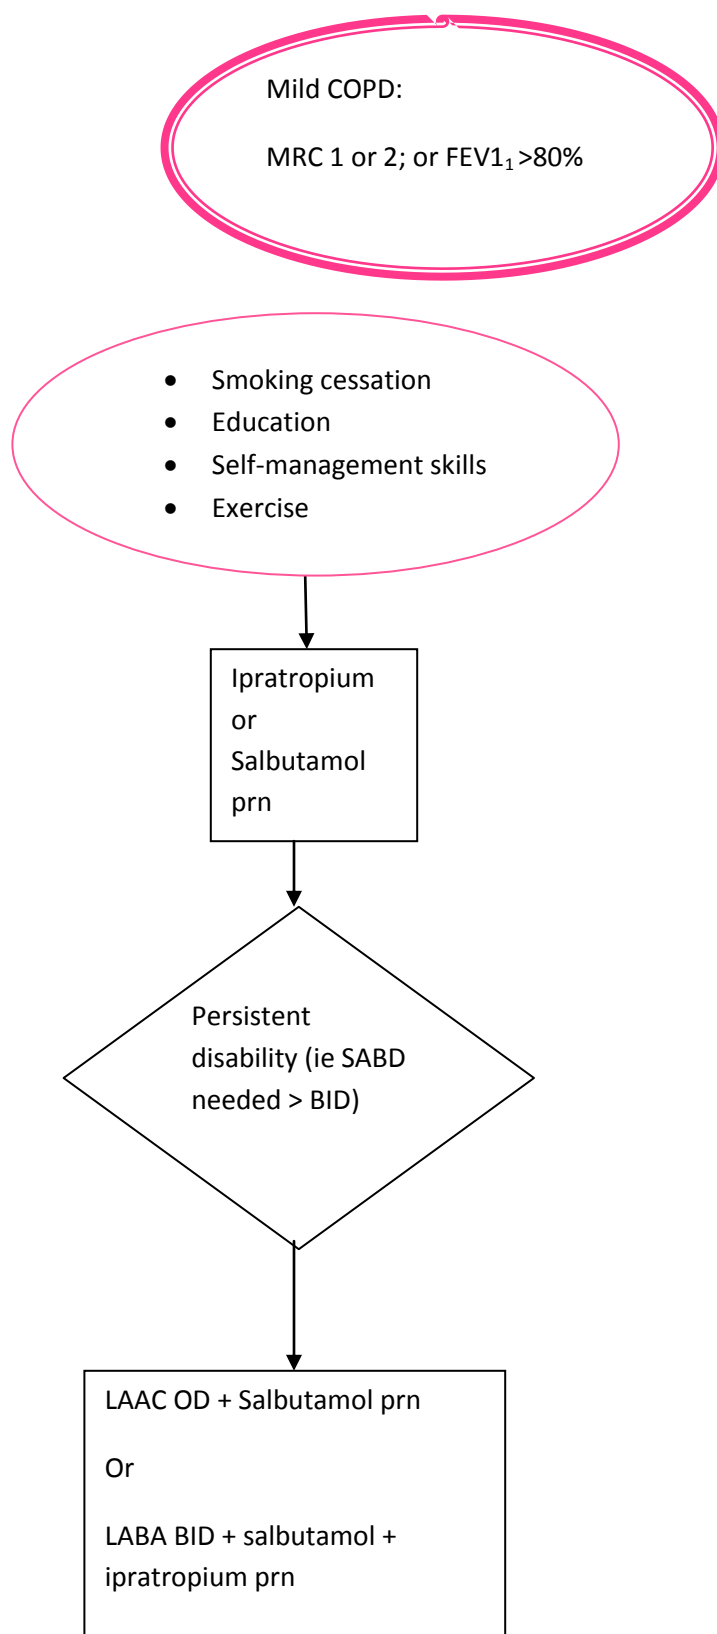 Mild COPD:
MRC 1 or 2; or FEV1₁ >80%
• Smoking cessation
• Education
• Self-management skills
• Exercise
Ipratropium
or
Salbutamol
prn
Persistent
disability (ie SABD
needed > BID)
LAAC OD + Salbutamol prn
Or
LABA BID + salbutamol +
ipratropium prn